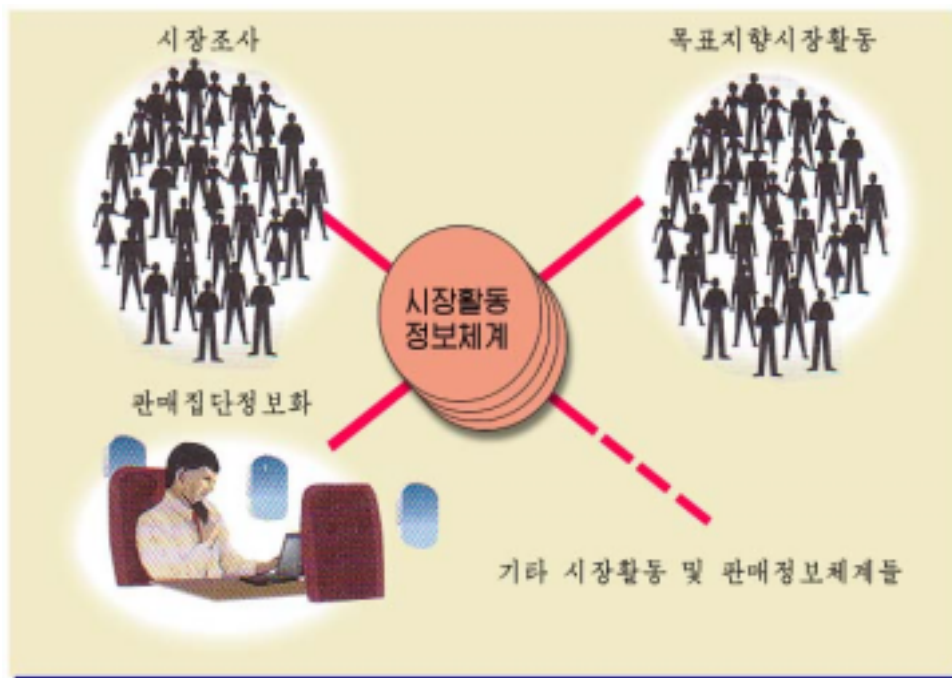 시장조사
목표지향시장활동
시장활동
정보체계
판매집단정보화
기타 시장활동 및 판매정보체계들